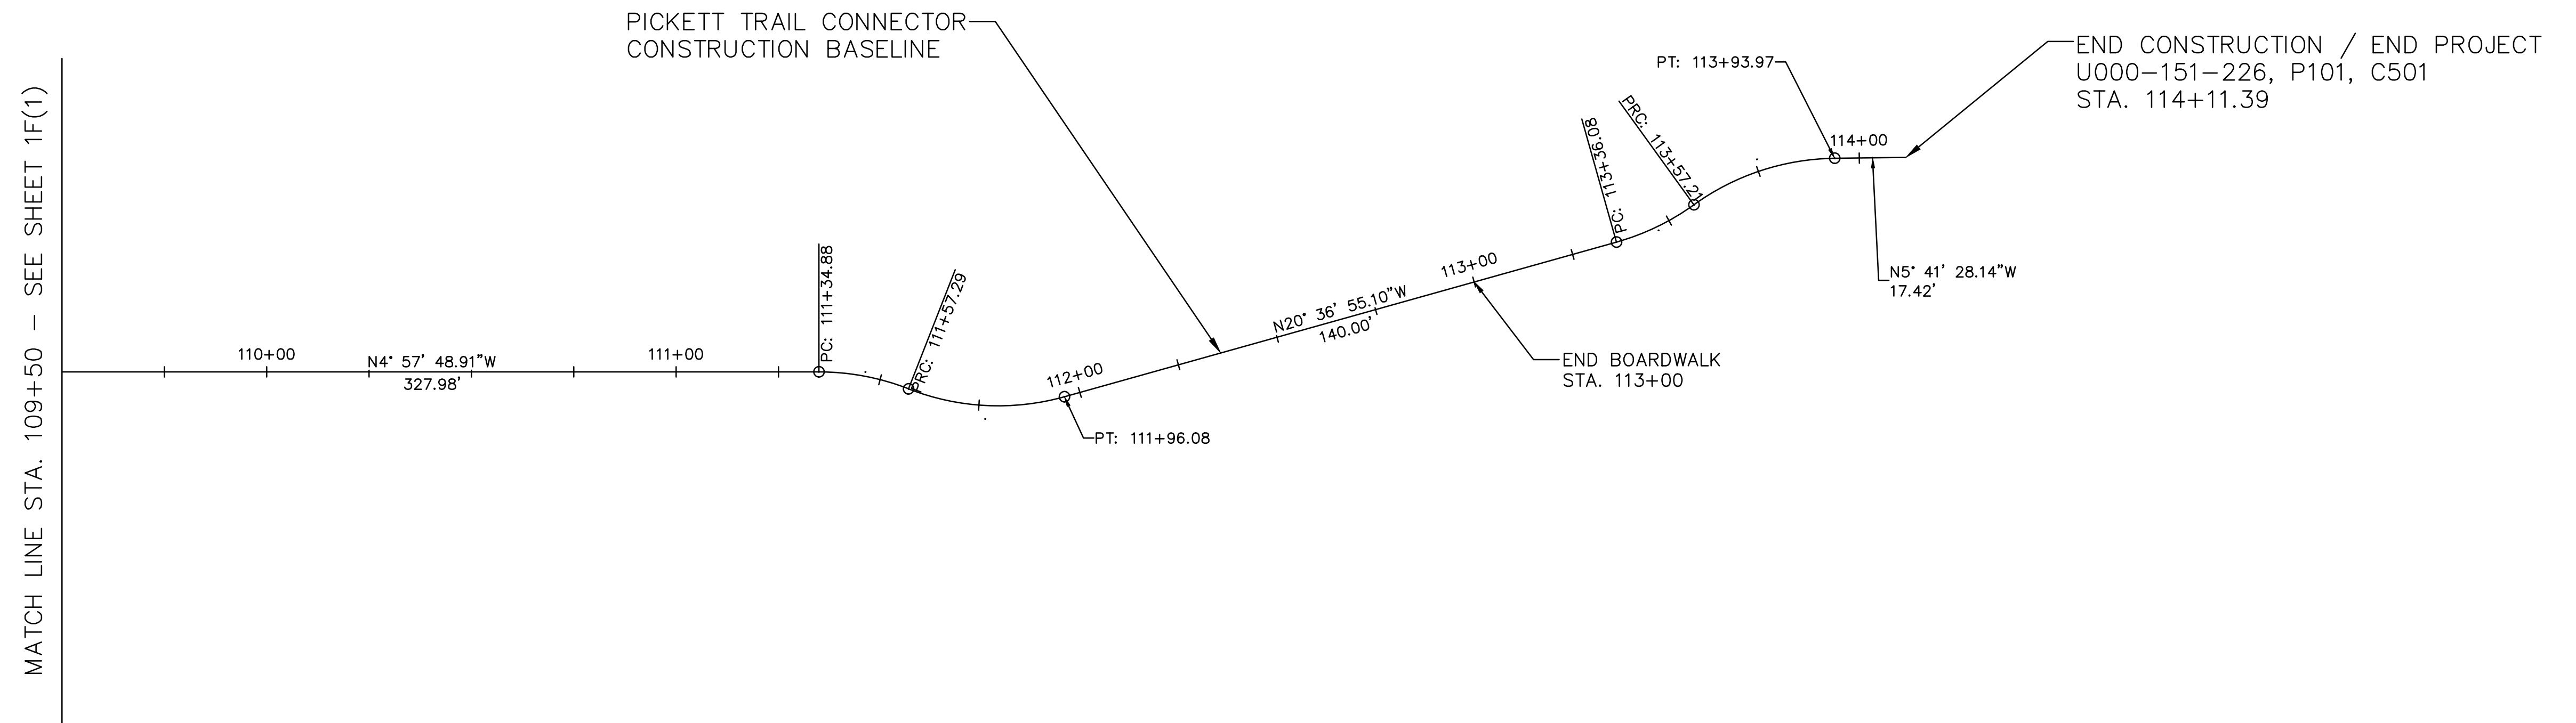 PICKETT TRAIL CONNECTOR
CONSTRUCTION BASELINE
END CONSTRUCTION / END PROJECT
U000-151-226, P101, C501
STA. 114+11.39
PT: 113+93.97
MATCH LINE STA. 109+50 - SEE SHEET 1F(1)
PRC: 113+57.21
PC: 113+36.08
114+00
N5° 41' 28.14"W
17.42'
PC: 111+34.88
PRC: 111+57.29
113+00
N20° 36' 55.10"W
140.00'
110+00
N4° 57' 48.91"W
327.98'
111+00
END BOARDWALK
STA. 113+00
112+00
PT: 111+96.08